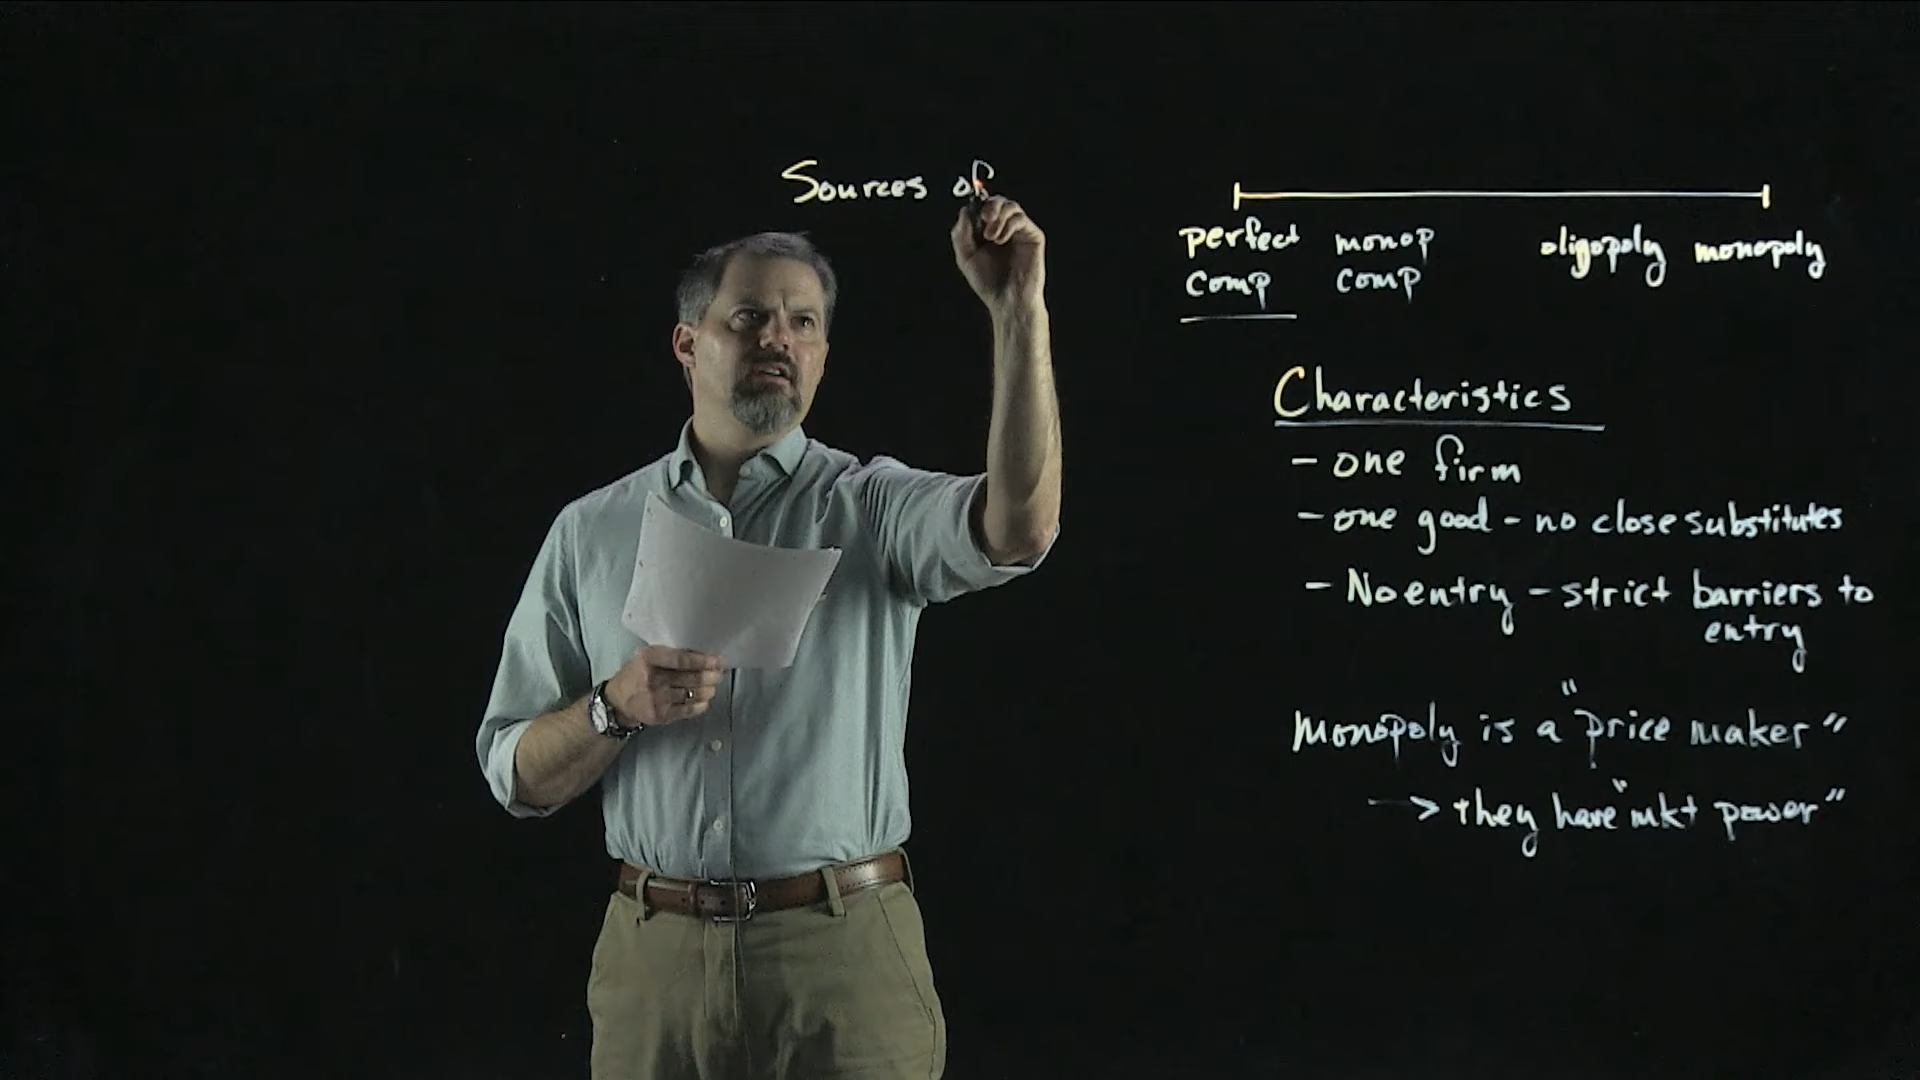 Sources of
perfect monop oligopoly monopoly
comp comp
Characteristics
- one firm
- one good - no close substitutes
- No entry - strict barriers to
entry
Monopoly is a "price maker"
-> they have "mkt power"